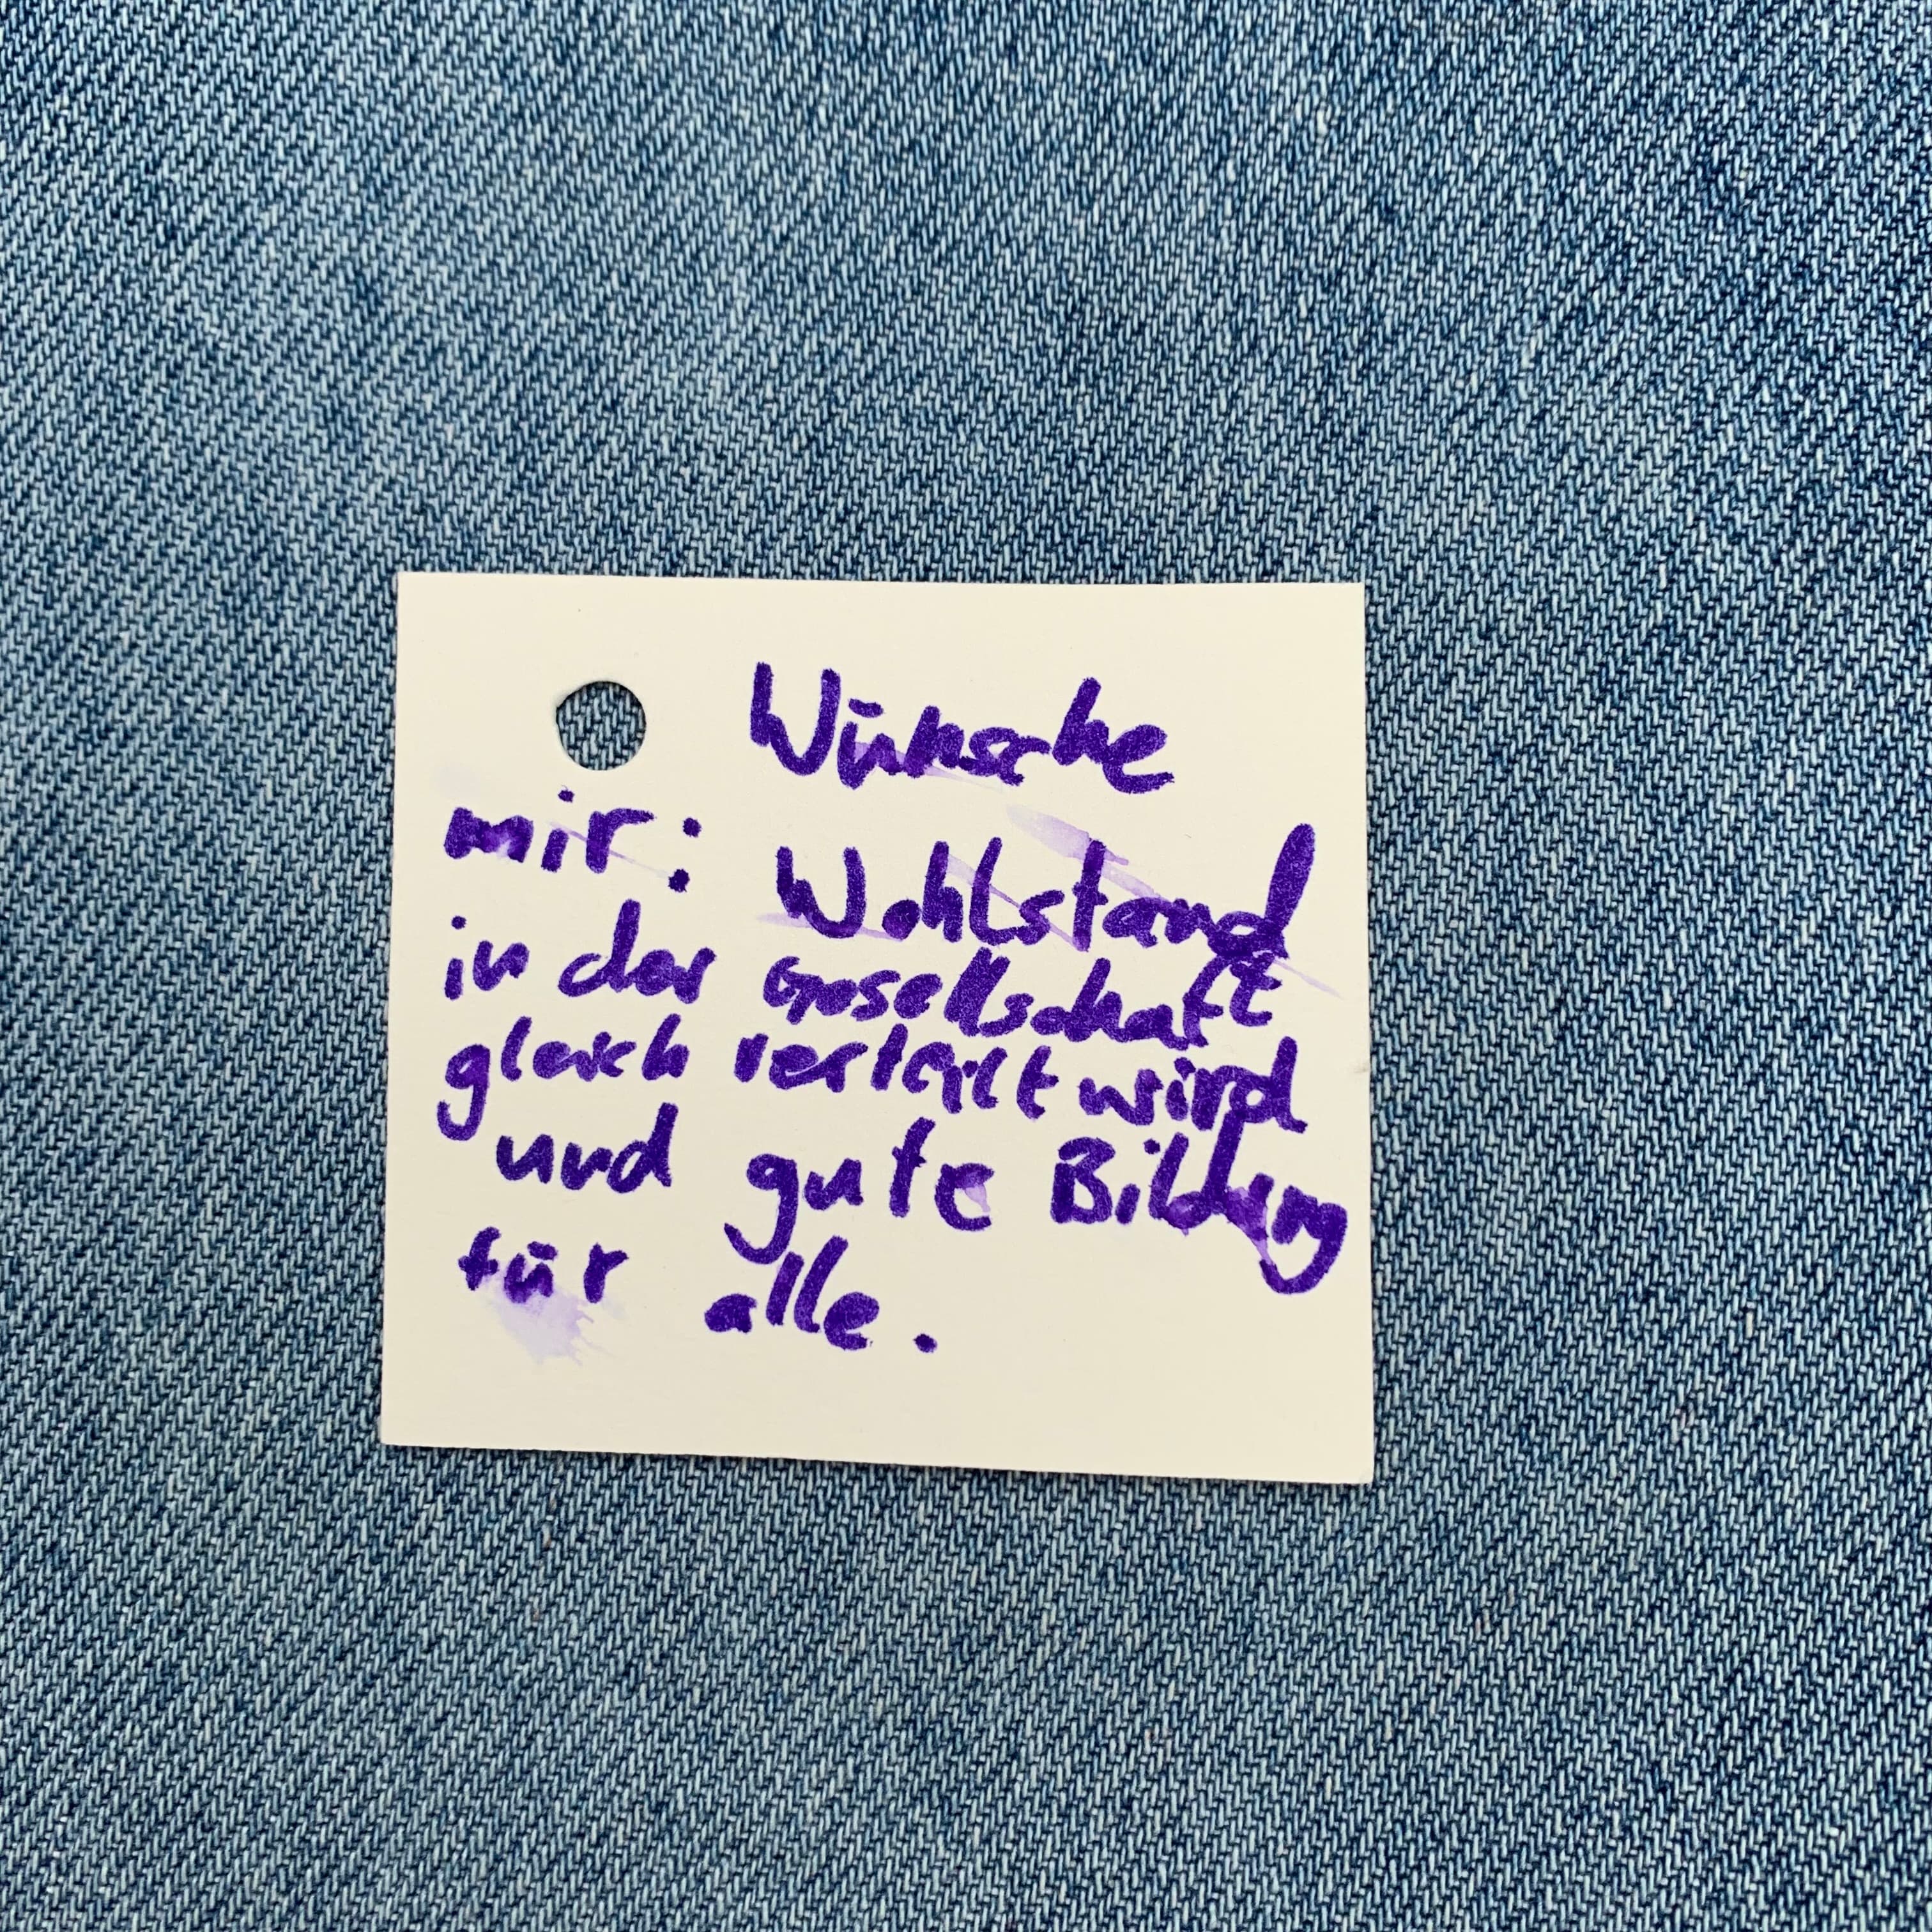 Wünsche
mir: Wohlstand
in der Gesellschaft
gleich verteilt wird
und gute Bildung
für alle.